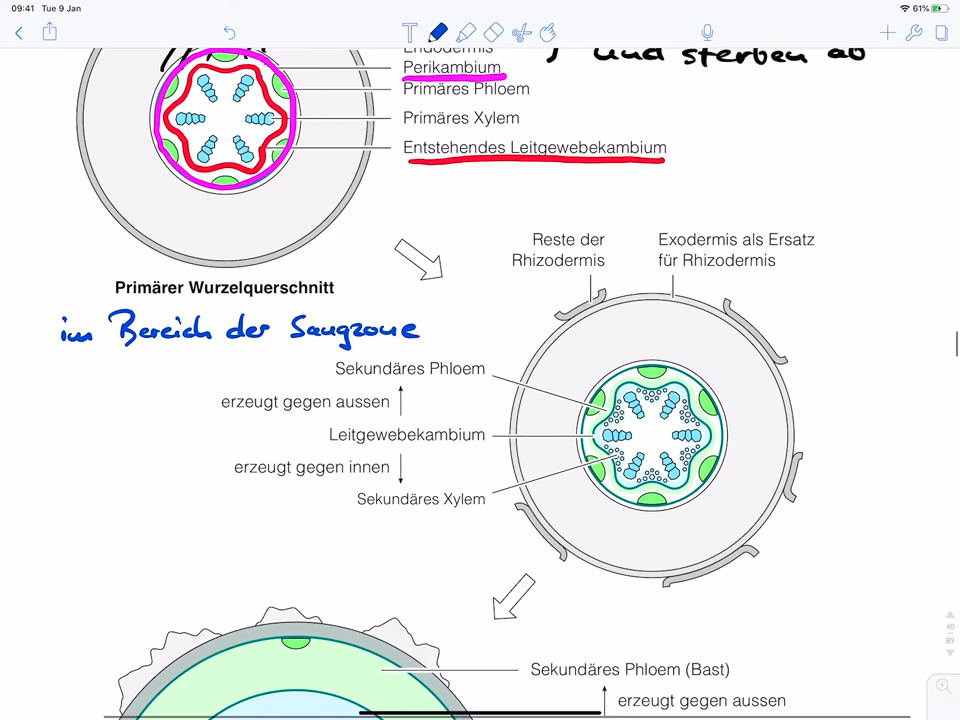 09:41 Tue 9 Jan
61%
Endodermis
und sterben ab
Perikambium
Primäres Phloem
Primäres Xylem
Entstehendes Leitgewebekambium
Reste der
Rhizodermis
Exodermis als Ersatz
für Rhizodermis
Primärer Wurzelquerschnitt
im Bereich der Saugzone
Sekundäres Phloem
erzeugt gegen aussen
Leitgewebekambium
erzeugt gegen innen
Sekundäres Xylem
40
89
Sekundäres Phloem (Bast)
erzeugt gegen aussen